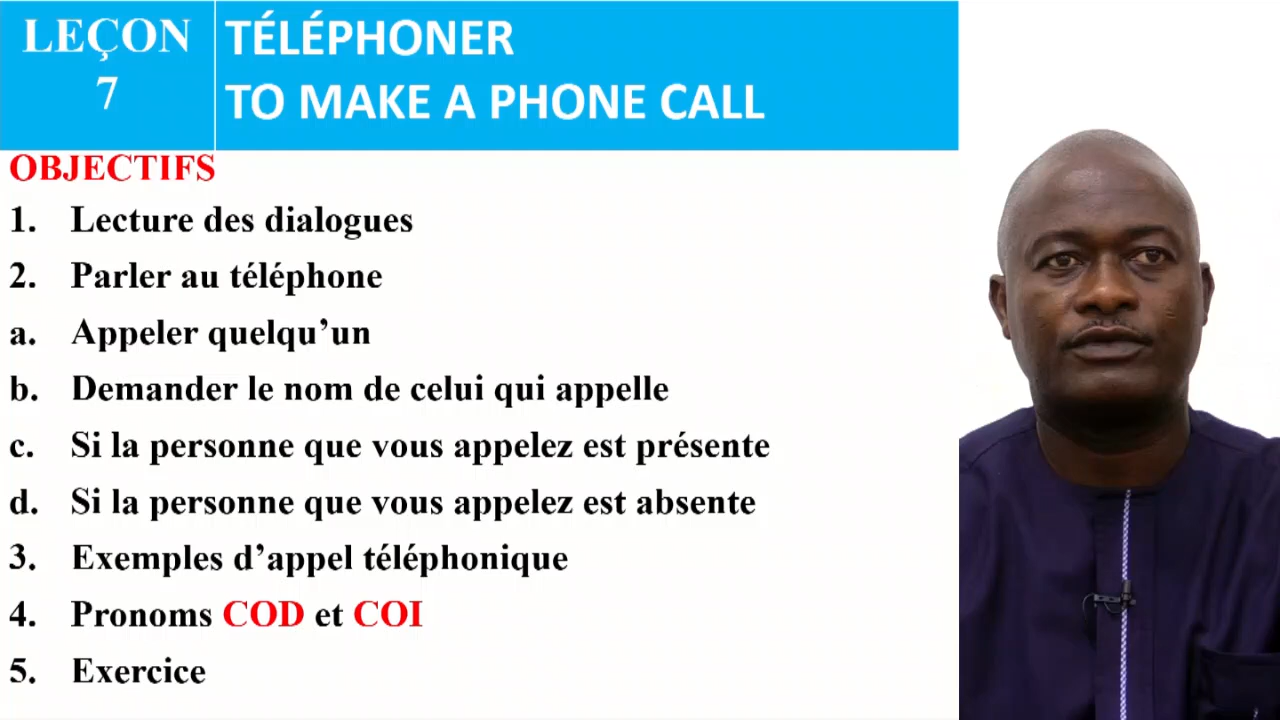 LEÇON
7
TÉLÉPHONER
TO MAKE A PHONE CALL
OBJECTIFS
1. Lecture des dialogues
2. Parler au téléphone
a. Appeler quelqu’un
b. Demander le nom de celui qui appelle
c. Si la personne que vous appelez est présente
d. Si la personne que vous appelez est absente
3. Exemples d’appel téléphonique
4. Pronoms COD et COI
5. Exercice